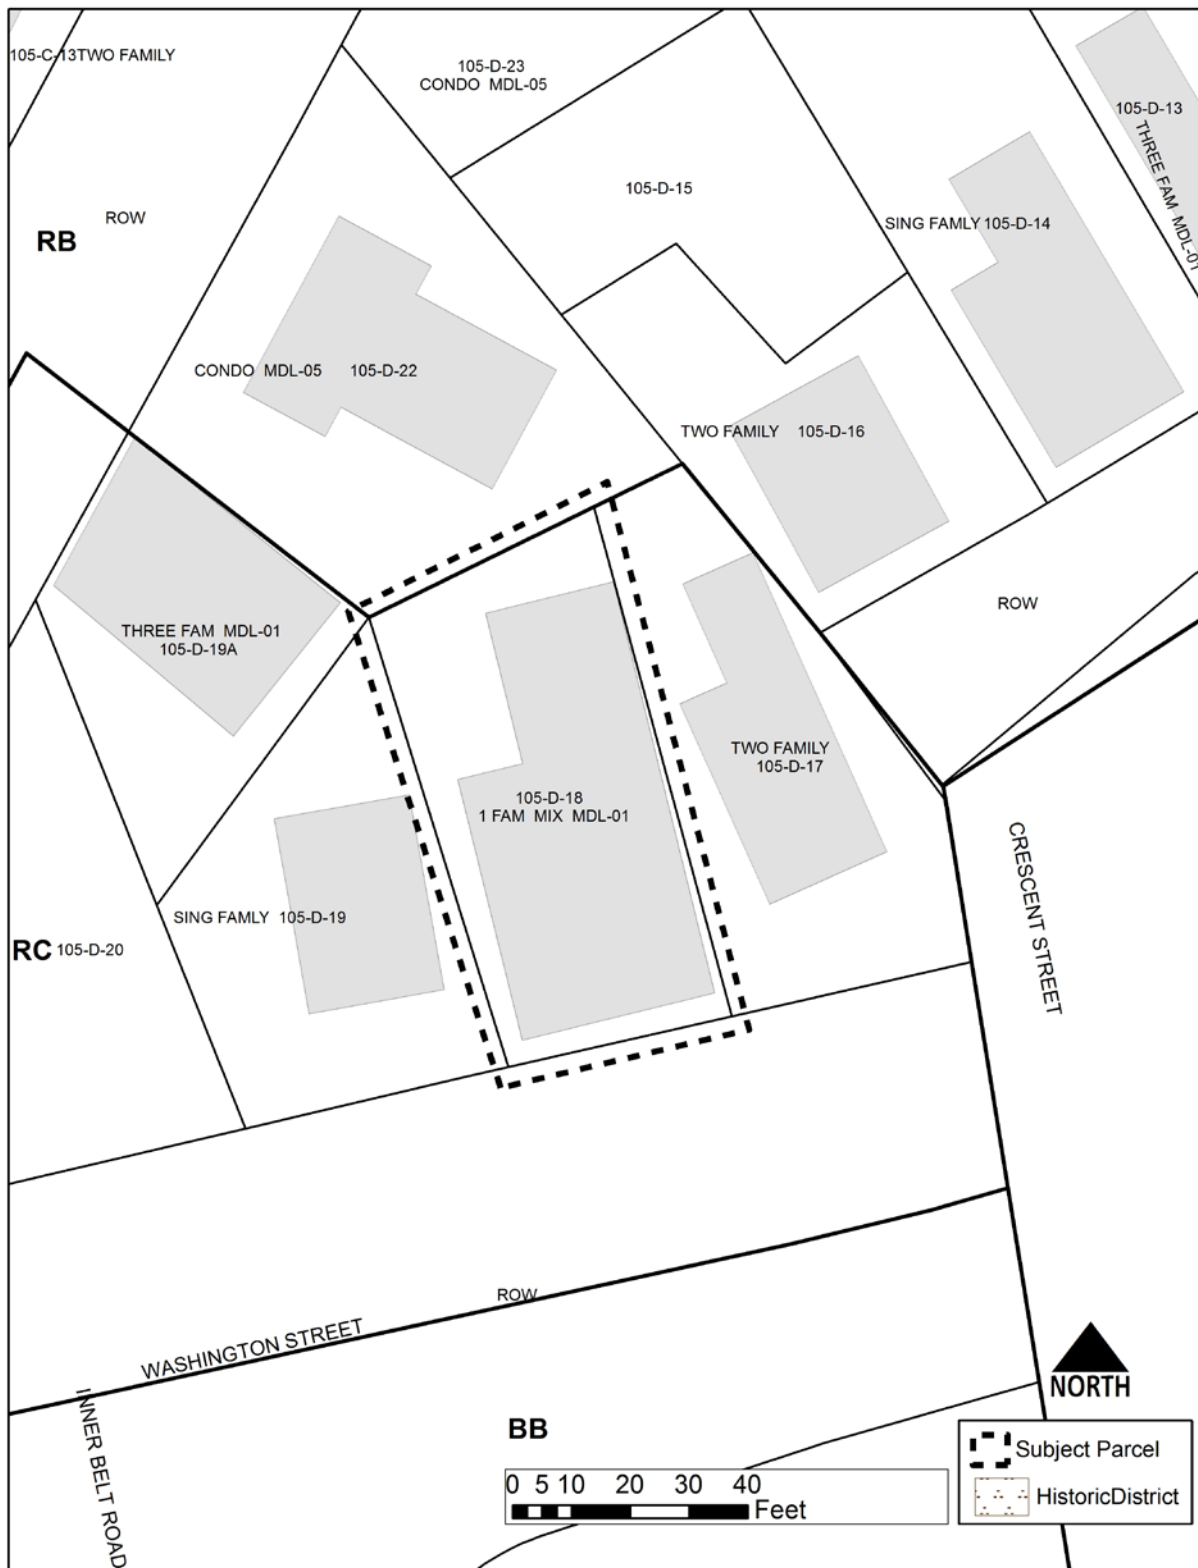 105-C-13TWO FAMILY
105-D-23
CONDO MDL-05
105-D-13
THREE FAM MDL-01
105-D-15
ROW
RB
SING FAMLY 105-D-14
CONDO MDL-05 105-D-22
TWO FAMILY 105-D-16
ROW
THREE FAM MDL-01
105-D-19A
TWO FAMILY
105-D-17
105-D-18
1 FAM MIX MDL-01
CRESCENT STREET
SING FAMLY 105-D-19
RC 105-D-20
ROW
WASHINGTON STREET
INNER BELT ROAD
NORTH
BB
0 5 10 20 30 40
Feet
Subject Parcel
HistoricDistrict